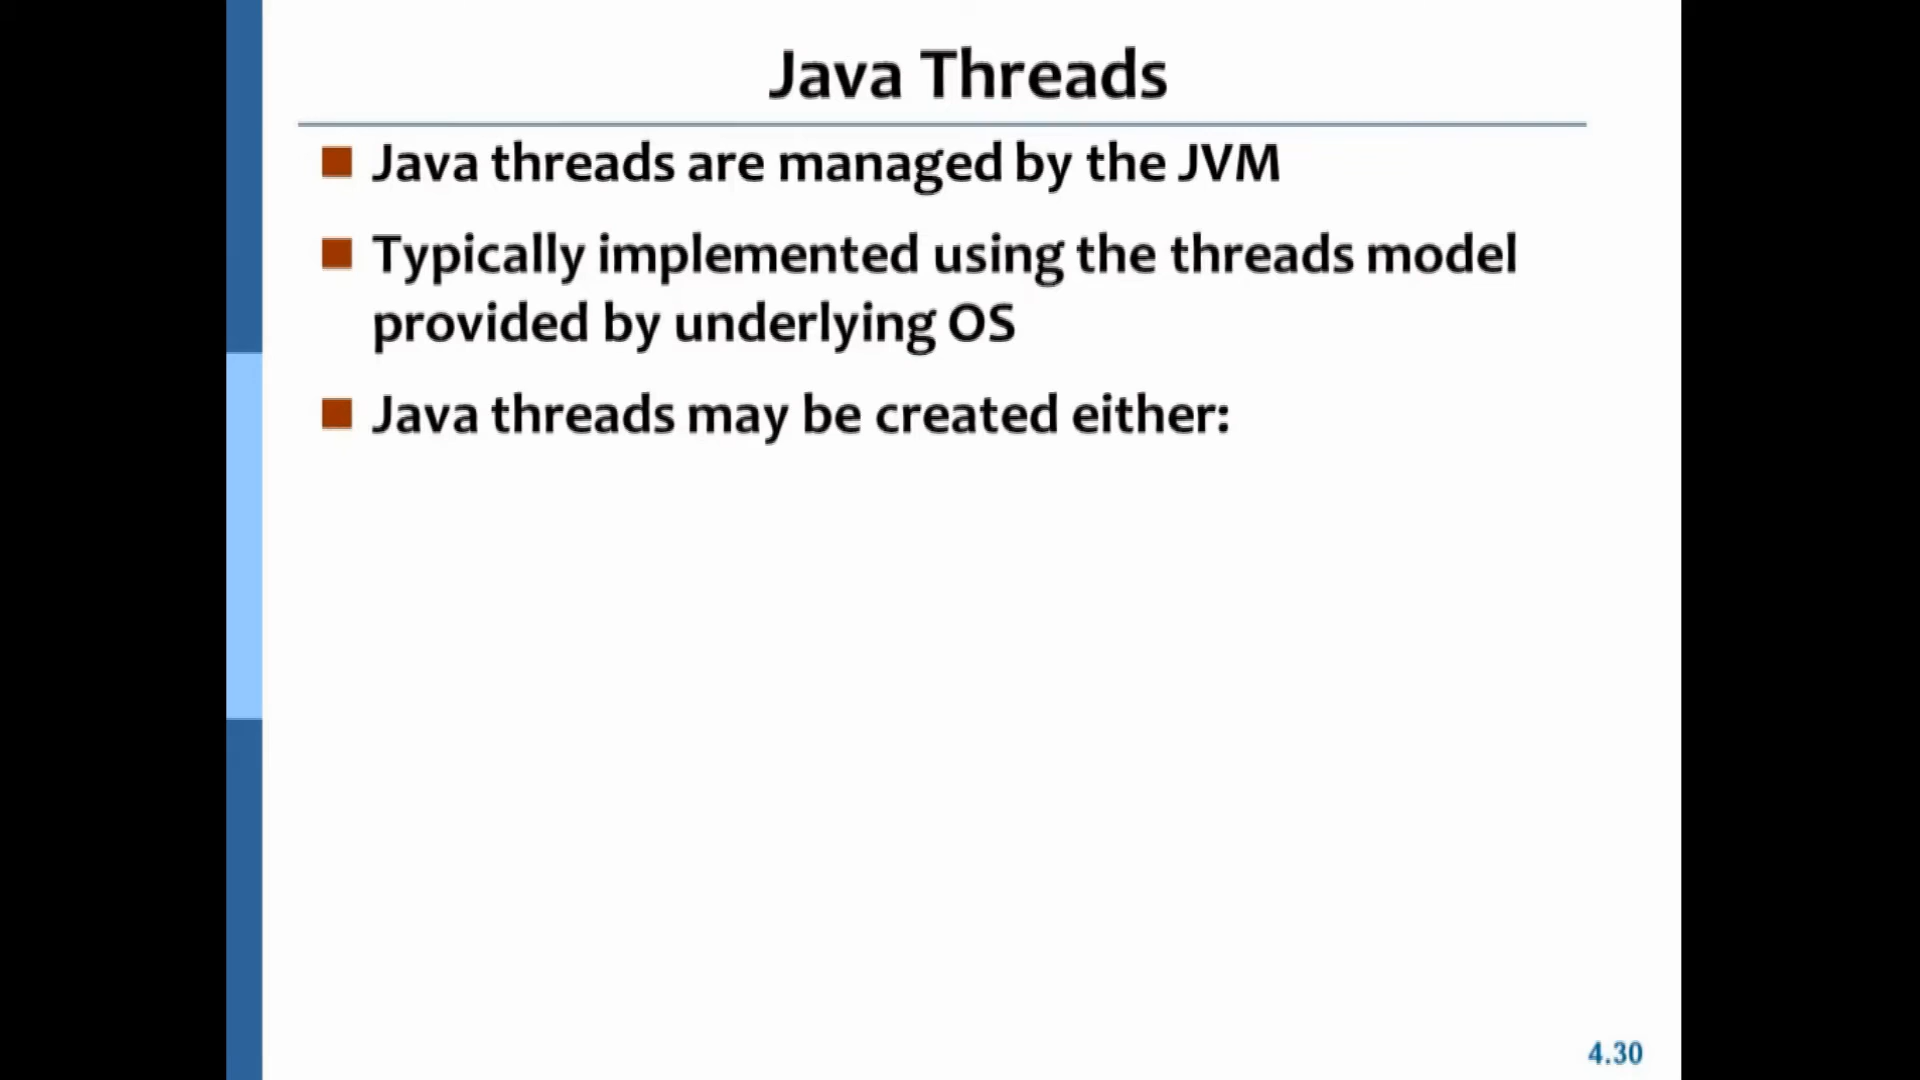 Java Threads
Java threads are managed by the JVM
Typically implemented using the threads model
provided by underlying OS
Java threads may be created either:
4.30